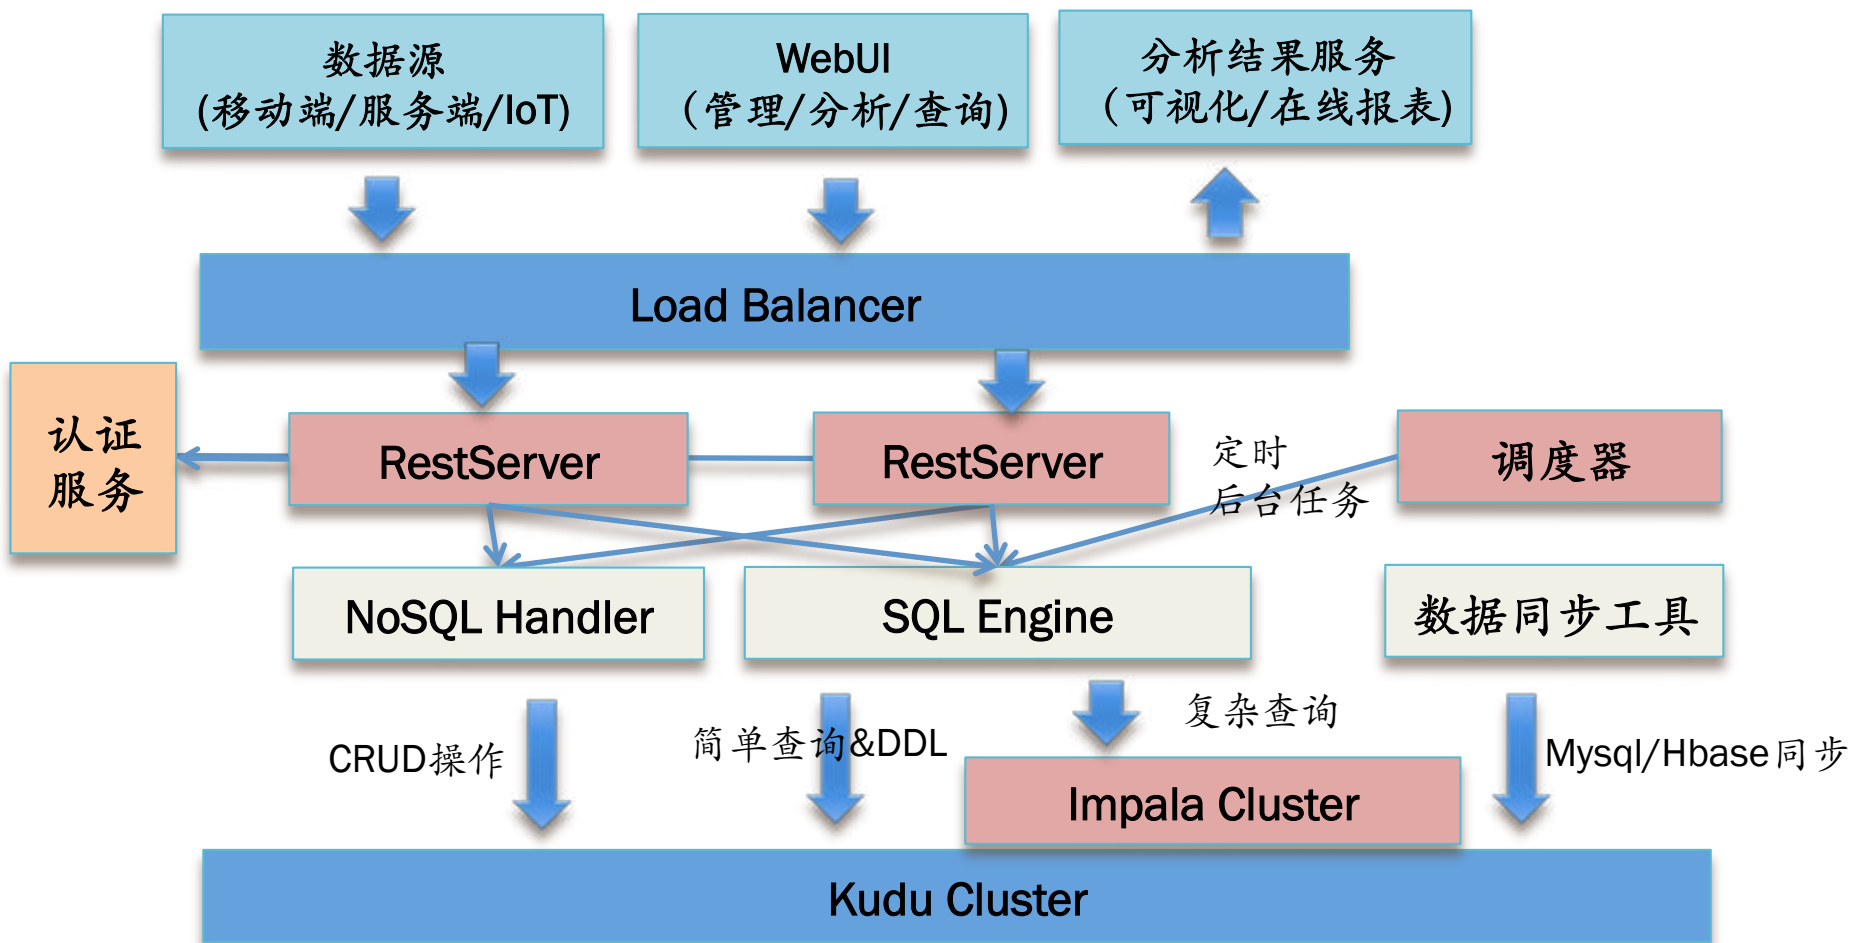 数据源
(移动端/服务端/IoT)
WebUI
（管理/分析/查询)
分析结果服务
（可视化/在线报表)
Load Balancer
认证
服务
RestServer
RestServer
定时
后台任务
调度器
NoSQL Handler
SQL Engine
数据同步工具
CRUD操作
简单查询&DDL
复杂查询
Mysql/Hbase同步
Impala Cluster
Kudu Cluster